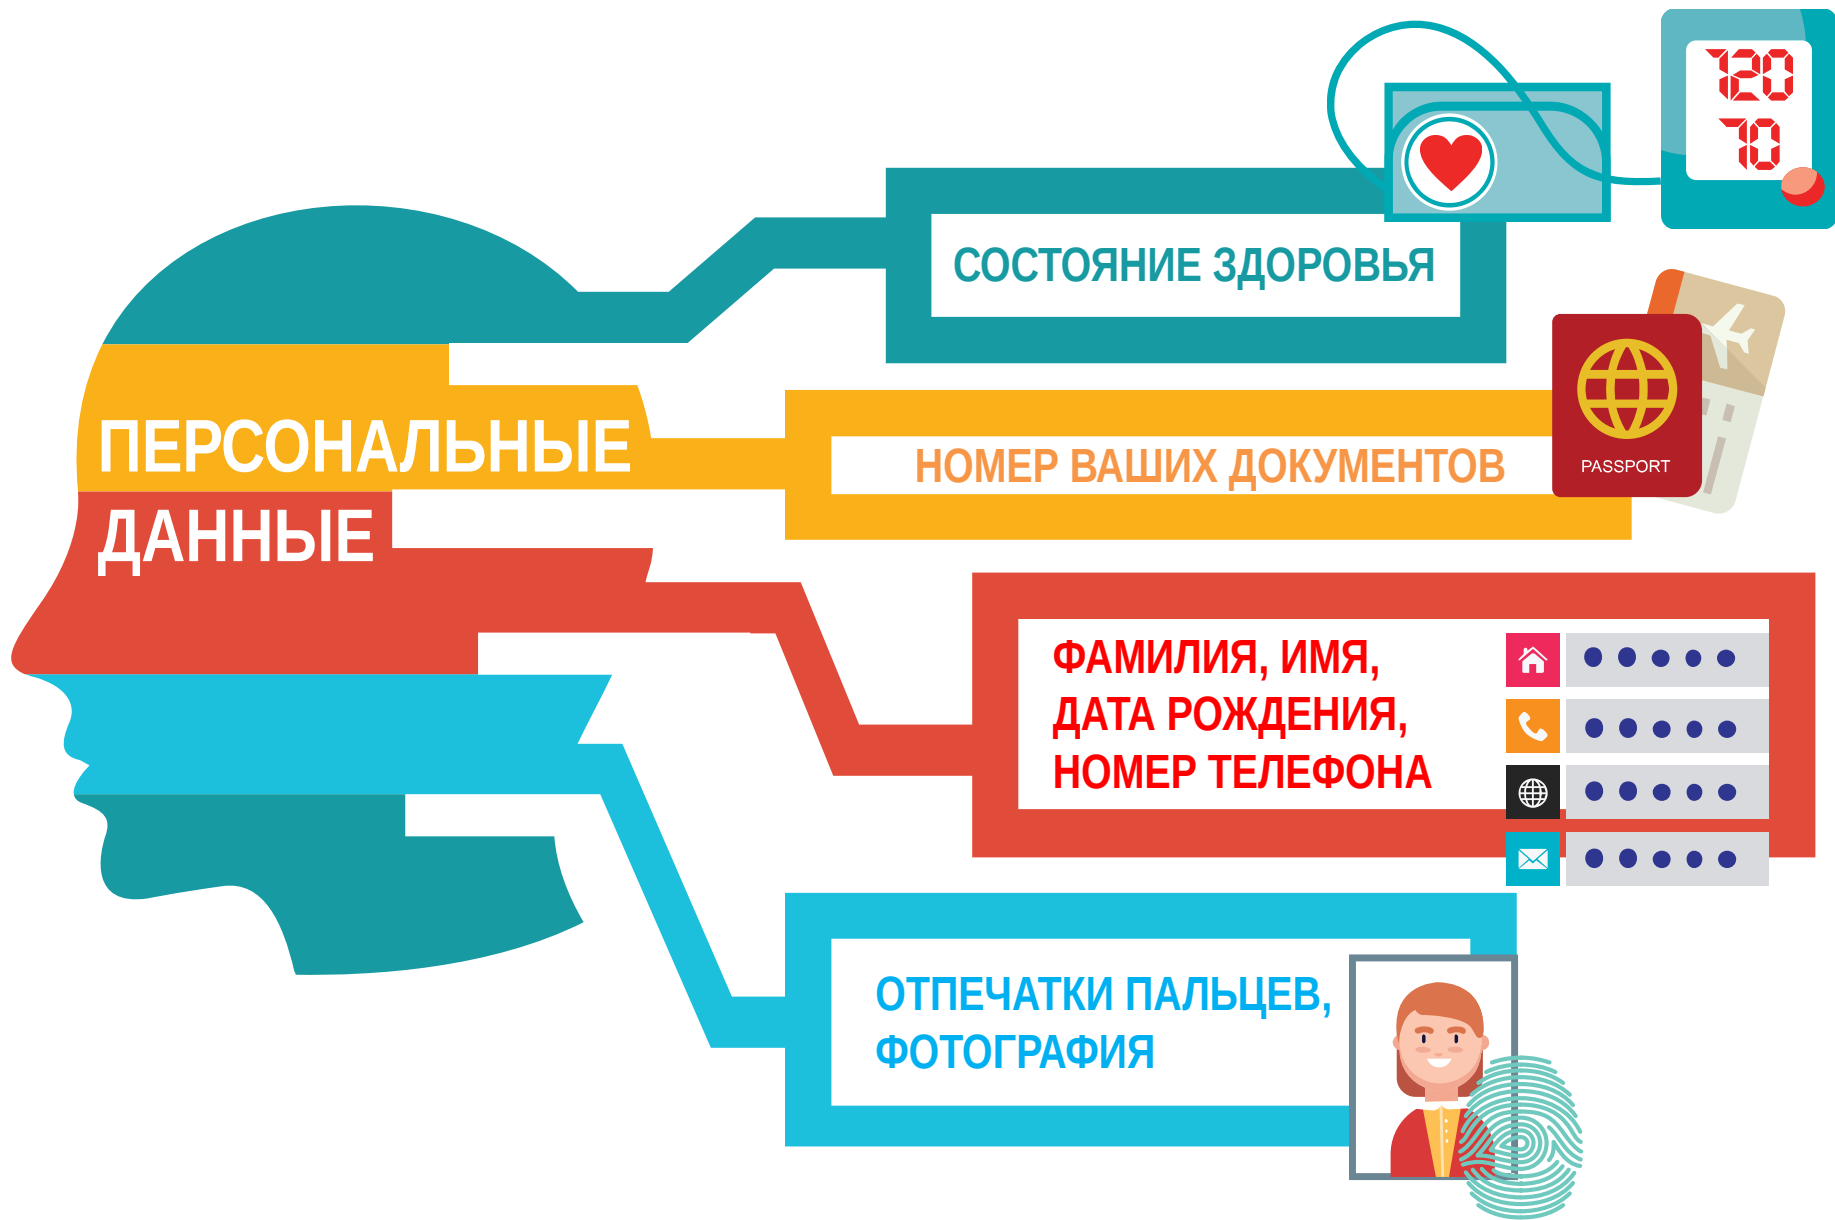 ПЕРСОНАЛЬНЫЕ
ДАННЫЕ
СОСТОЯНИЕ ЗДОРОВЬЯ
120
70
НОМЕР ВАШИХ ДОКУМЕНТОВ
PASSPORT
ФАМИЛИЯ, ИМЯ,
ДАТА РОЖДЕНИЯ,
НОМЕР ТЕЛЕФОНА
ОТПЕЧАТКИ ПАЛЬЦЕВ,
ФОТОГРАФИЯ